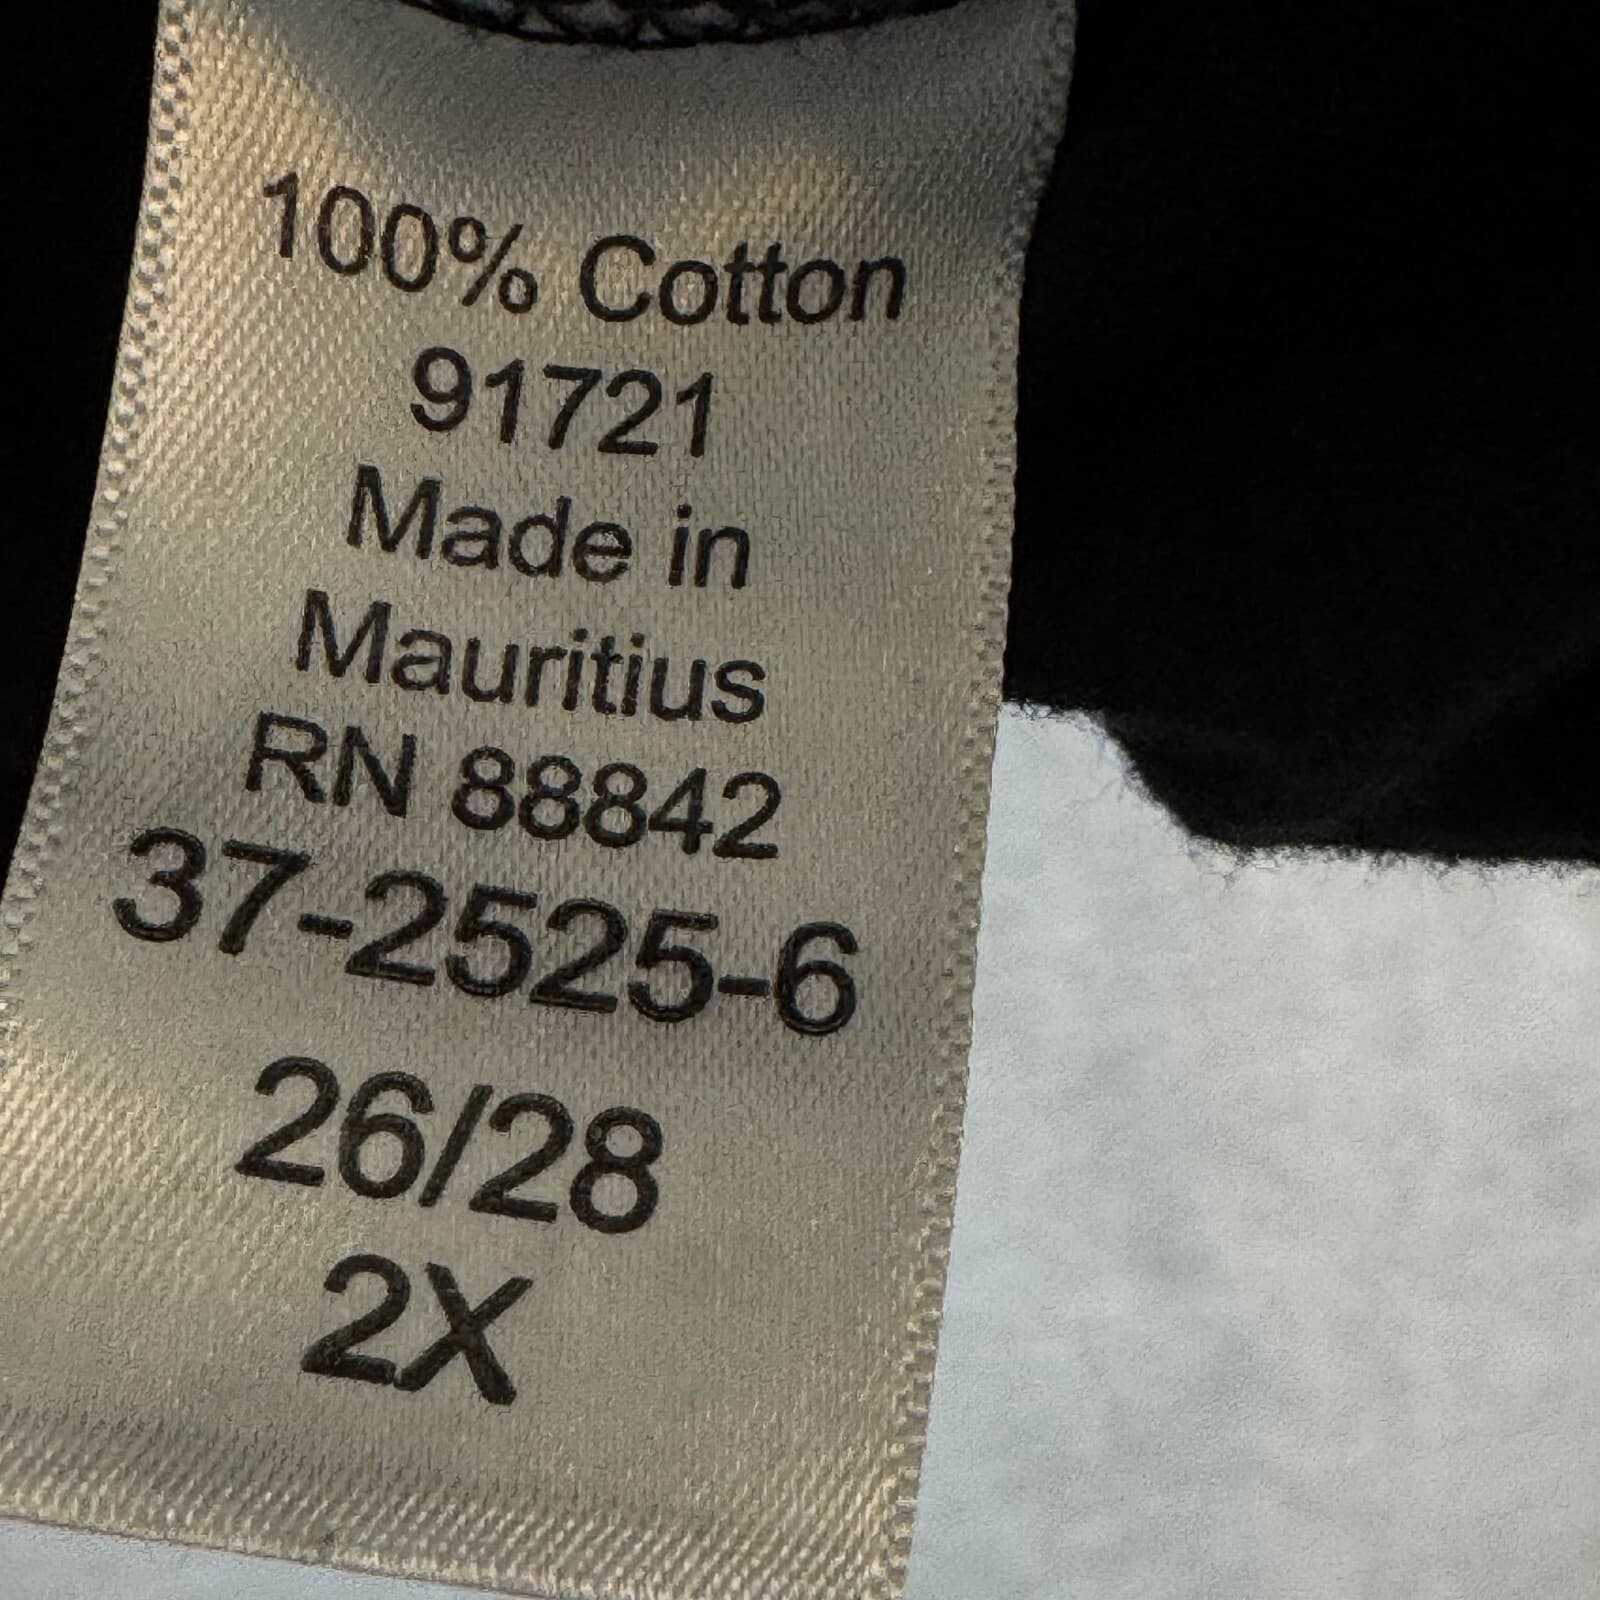 100% Cotton
91721
Made in
Mauritius
RN 88842
37-2525-6
26/28
2X